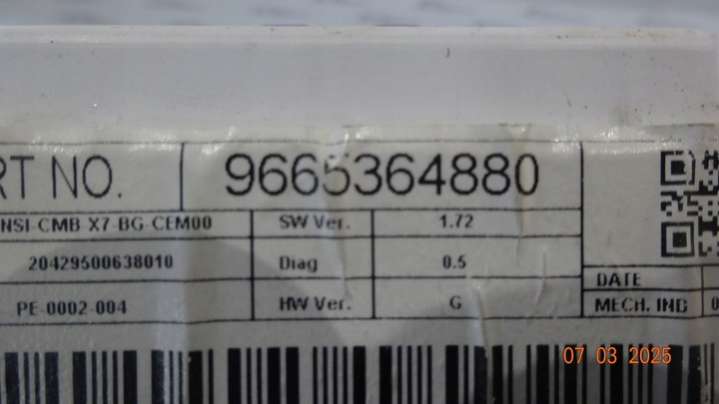 RT NO. 9665364880
NSI-CMB X7-BG-CEM00 SW Ver. 1.72
20429500638010 Diag 0.5
DATE
PE-0002-004 HW Ver. G MECH. IND 0
07 03 2025